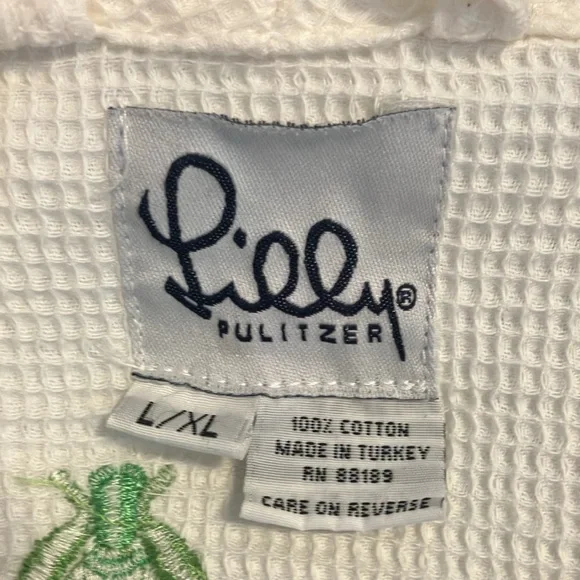 Lilly®
PULITZER
L/XL
100% COTTON
MADE IN TURKEY
RN 88189
CARE ON REVERSE